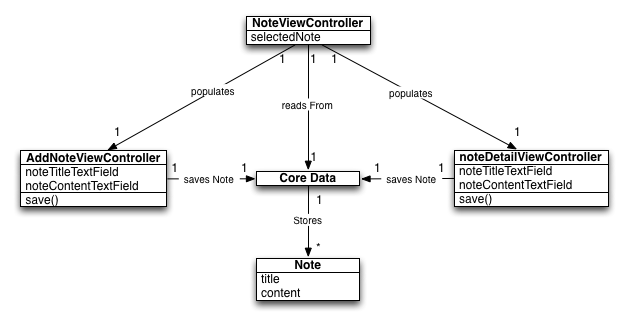 NoteViewController
selectedNote
1 1 1
populates
reads From
populates
1
1
1
AddNoteViewController
noteTitleTextField
noteContentTextField
save()
1 saves Note 1
Core Data
1 saves Note 1
noteDetailViewController
noteTitleTextField
noteContentTextField
save()
1
Stores
*
Note
title
content